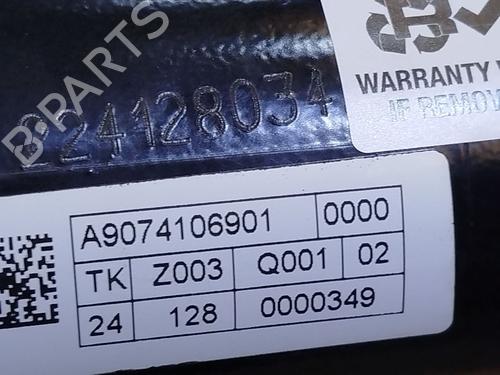 B-PARTS
224128034
WARRANTY
IF REMOV
A9074106901 0000
TK Z003 Q001 02
24 128 0000349